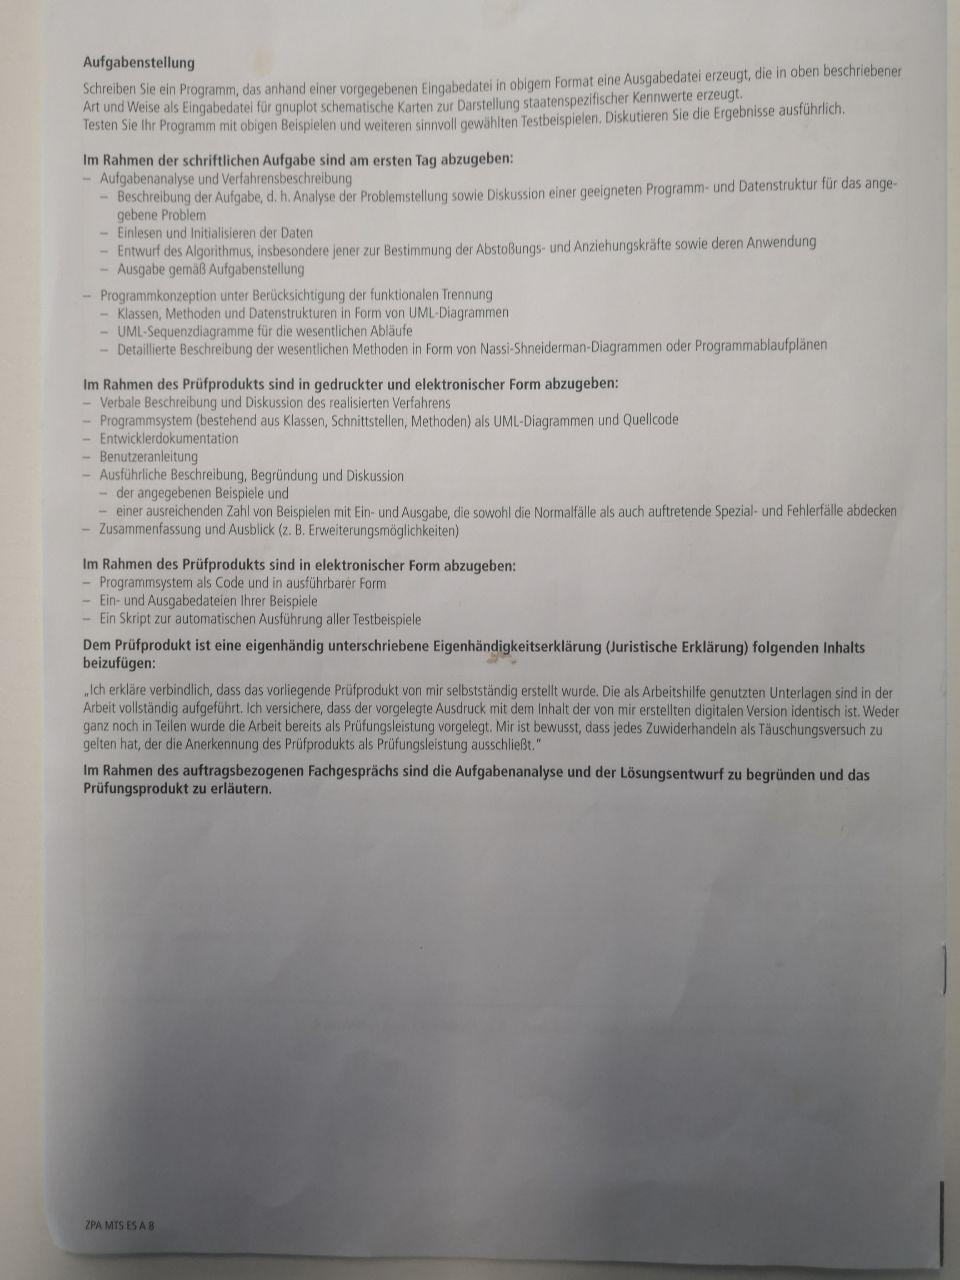 Aufgabenstellung
Schreiben Sie ein Programm, das anhand einer vorgegebenen Eingabedatei in obigem Format eine Ausgabedatei erzeugt, die in oben beschriebener
Art und Weise als Eingabedatei für gnuplot schematische Karten zur Darstellung staatenspezifischer Kennwerte erzeugt.
Testen Sie Ihr Programm mit obigen Beispielen und weiteren sinnvoll gewählten Testbeispielen. Diskutieren Sie die Ergebnisse ausführlich.
Im Rahmen der schriftlichen Aufgabe sind am ersten Tag abzugeben:
– Aufgabenanalyse und Verfahrensbeschreibung
– Beschreibung der Aufgabe, d. h. Analyse der Problemstellung sowie Diskussion einer geeigneten Programm- und Datenstruktur für das ange-
gebene Problem
– Einlesen und Initialisieren der Daten
– Entwurf des Algorithmus, insbesondere jener zur Bestimmung der Abstoßungs- und Anziehungskräfte sowie deren Anwendung
– Ausgabe gemäß Aufgabenstellung
– Programmkonzeption unter Berücksichtigung der funktionalen Trennung
– Klassen, Methoden und Datenstrukturen in Form von UML-Diagrammen
– UML-Sequenzdiagramme für die wesentlichen Abläufe
– Detaillierte Beschreibung der wesentlichen Methoden in Form von Nassi-Shneiderman-Diagrammen oder Programmablaufplänen
Im Rahmen des Prüfprodukts sind in gedruckter und elektronischer Form abzugeben:
– Verbale Beschreibung und Diskussion des realisierten Verfahrens
– Programmsystem (bestehend aus Klassen, Schnittstellen, Methoden) als UML-Diagrammen und Quellcode
– Entwicklerdokumentation
– Benutzeranleitung
– Ausführliche Beschreibung, Begründung und Diskussion
– der angegebenen Beispiele und
– einer ausreichenden Zahl von Beispielen mit Ein- und Ausgabe, die sowohl die Normalfälle als auch auftretende Spezial- und Fehlerfälle abdecken
– Zusammenfassung und Ausblick (z. B. Erweiterungsmöglichkeiten)
Im Rahmen des Prüfprodukts sind in elektronischer Form abzugeben:
– Programmsystem als Code und in ausführbarer Form
– Ein- und Ausgabedateien Ihrer Beispiele
– Ein Skript zur automatischen Ausführung aller Testbeispiele
Dem Prüfprodukt ist eine eigenhändig unterschriebene Eigenhändigkeitserklärung (Juristische Erklärung) folgenden Inhalts
beizufügen:
„Ich erkläre verbindlich, dass das vorliegende Prüfprodukt von mir selbstständig erstellt wurde. Die als Arbeitshilfe genutzten Unterlagen sind in der
Arbeit vollständig aufgeführt. Ich versichere, dass der vorgelegte Ausdruck mit dem Inhalt der von mir erstellten digitalen Version identisch ist. Weder
ganz noch in Teilen wurde die Arbeit bereits als Prüfungsleistung vorgelegt. Mir ist bewusst, dass jedes Zuwiderhandeln als Täuschungsversuch zu
gelten hat, der die Anerkennung des Prüfprodukts als Prüfungsleistung ausschließt.“
Im Rahmen des auftragsbezogenen Fachgesprächs sind die Aufgabenanalyse und der Lösungsentwurf zu begründen und das
Prüfungsprodukt zu erläutern.
ZPA MTS ES A 8